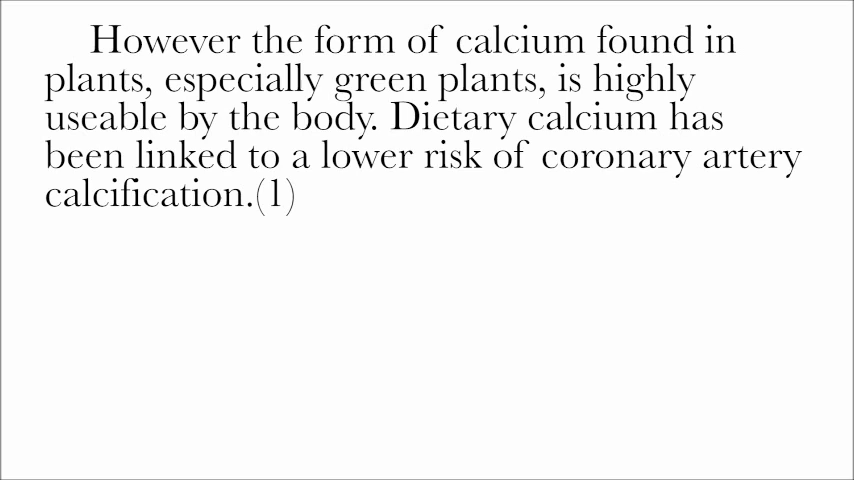 However the form of calcium found in
plants, especially green plants, is highly
useable by the body. Dietary calcium has
been linked to a lower risk of coronary artery
calcification.(1)